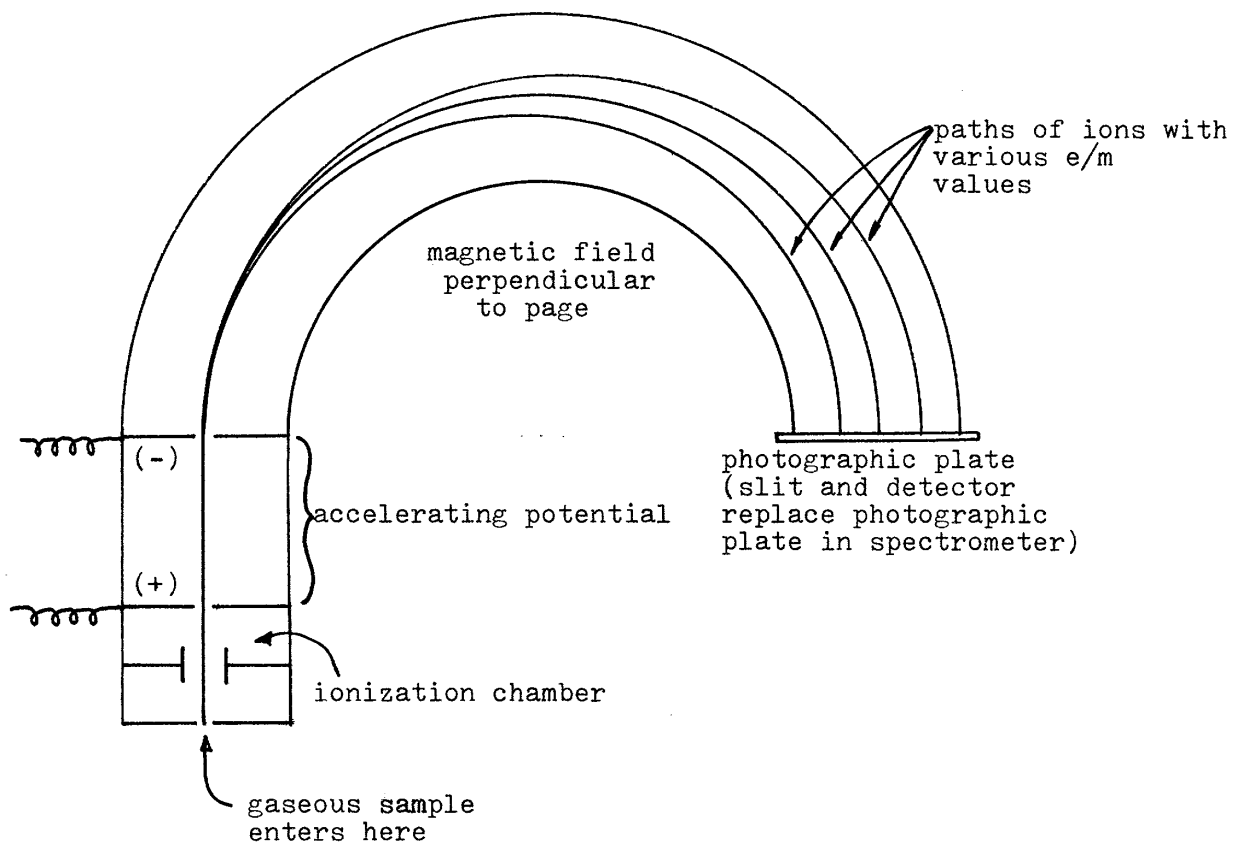 paths of ions with
various e/m
values
magnetic field
perpendicular
to page
(-)
accelerating potential
(+)
photographic plate
(slit and detector
replace photographic
plate in spectrometer)
ionization chamber
gaseous sample
enters here